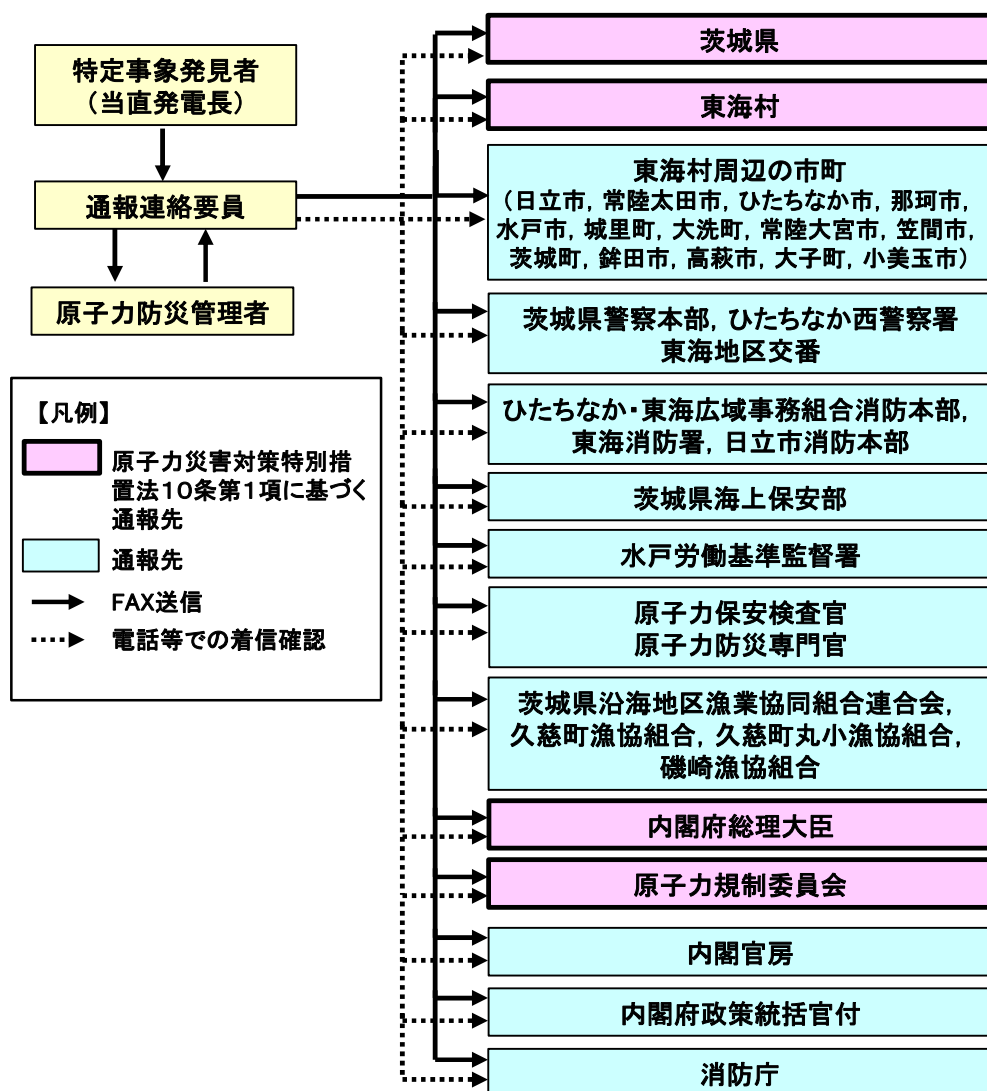 特定事象発見者
（当直発電長）
通報連絡要員
原子力防災管理者
【凡例】
原子力災害対策特別措
置法１０条第１項に基づく
通報先
通報先
FAX送信
電話等での着信確認
茨城県
東海村
東海村周辺の市町
（日立市，常陸太田市，ひたちなか市，那珂市，
水戸市，城里町，大洗町，常陸大宮市，笠間市，
茨城町，鉾田市，高萩市，大子町，小美玉市）
茨城県警察本部，ひたちなか西警察署
東海地区交番
ひたちなか・東海広域事務組合消防本部，
東海消防署，日立市消防本部
茨城県海上保安部
水戸労働基準監督署
原子力保安検査官
原子力防災専門官
茨城県沿海地区漁業協同組合連合会，
久慈町漁協組合，久慈町丸小漁協組合，
磯崎漁協組合
内閣府総理大臣
原子力規制委員会
内閣官房
内閣府政策統括官付
消防庁